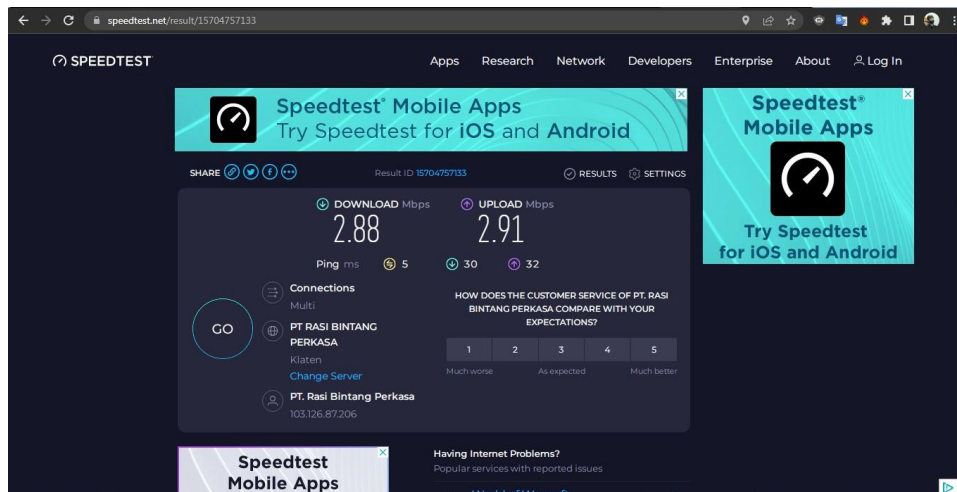 speedtest.net/result/15704757133
SPEEDTEST
Apps Research Network Developers Enterprise About Log In
Speedtest® Mobile Apps
Try Speedtest for iOS and Android
Speedtest®
Mobile Apps
Try Speedtest
for iOS and Android
SHARE
Result ID 15704757133
RESULTS SETTINGS
DOWNLOAD Mbps UPLOAD Mbps
2.88 2.91
Ping ms 5 30 32
GO
Connections
Multi
PT RASI BINTANG
PERKASA
Klaten
Change Server
PT. Rasi Bintang Perkasa
103.126.87.206
HOW DOES THE CUSTOMER SERVICE OF PT. RASI
BINTANG PERKASA COMPARE WITH YOUR
EXPECTATIONS?
1 2 3 4 5
Much worse As expected Much better
Speedtest
Mobile Apps
Having Internet Problems?
Popular services with reported issues